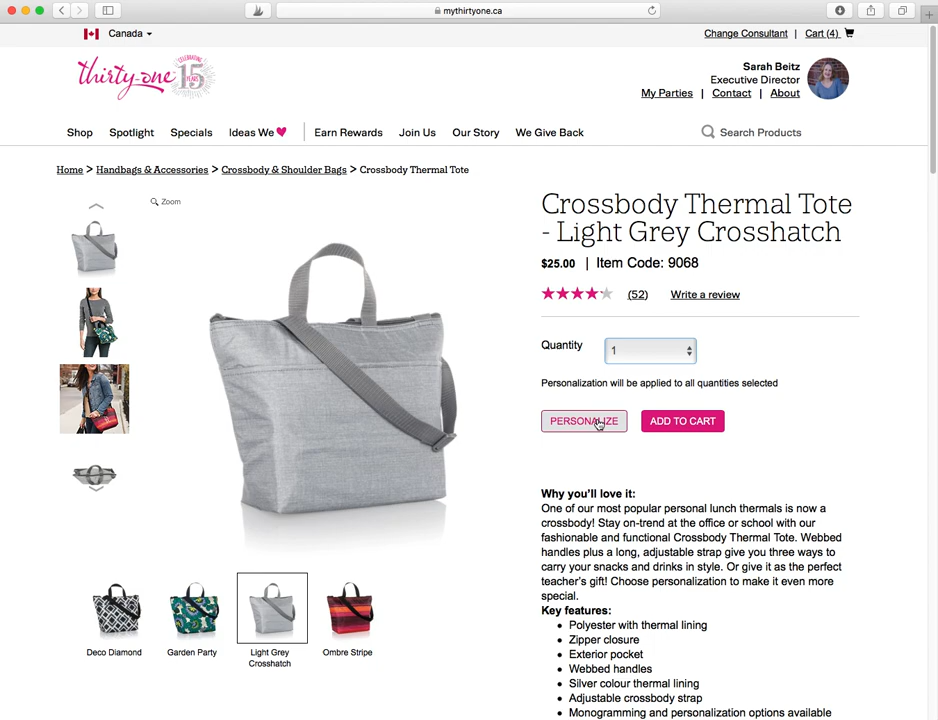 mythirtyone.ca
Canada
Change Consultant | Cart (4)
thirty-one
CELEBRATING
15
YEARS
Sarah Beitz
Executive Director
My Parties | Contact | About
Shop Spotlight Specials Ideas We Earn Rewards Join Us Our Story We Give Back Search Products
Home > Handbags & Accessories > Crossbody & Shoulder Bags > Crossbody Thermal Tote
Zoom
Crossbody Thermal Tote
- Light Grey Crosshatch
$25.00 | Item Code: 9068
(52) Write a review
Quantity 1
Personalization will be applied to all quantities selected
PERSONALIZE ADD TO CART
Why you'll love it:
One of our most popular personal lunch thermals is now a
crossbody! Stay on-trend at the office or school with our
fashionable and functional Crossbody Thermal Tote. Webbed
handles plus a long, adjustable strap give you three ways to
carry your snacks and drinks in style. Or give it as the perfect
teacher's gift! Choose personalization to make it even more
special.
Key features:
• Polyester with thermal lining
• Zipper closure
• Exterior pocket
• Webbed handles
• Silver colour thermal lining
• Adjustable crossbody strap
• Monogramming and personalization options available
Deco Diamond
Garden Party
Light Grey
Crosshatch
Ombre Stripe